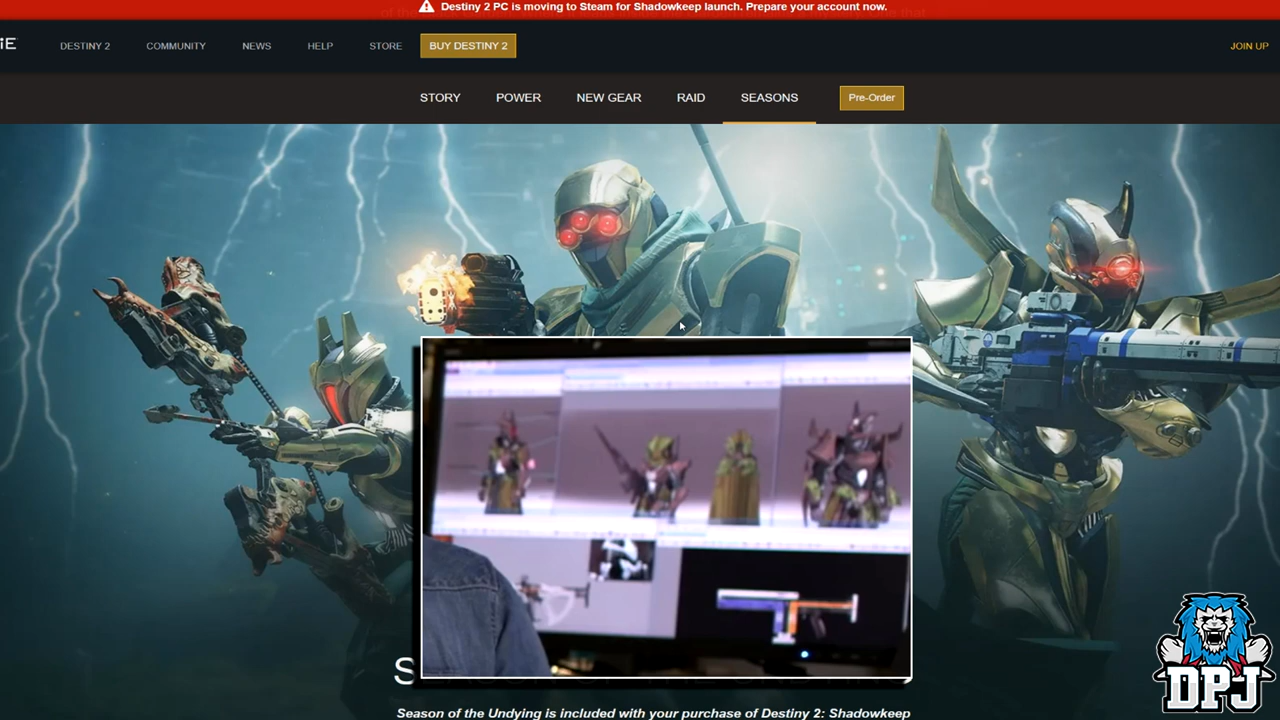 Destiny 2 PC is moving to Steam for Shadowkeep launch. Prepare your account now.
IE DESTINY 2 COMMUNITY NEWS HELP STORE BUY DESTINY 2 JOIN UP
STORY POWER NEW GEAR RAID SEASONS Pre-Order
S
Season of the Undying is included with your purchase of Destiny 2: Shadowkeep
DPJ